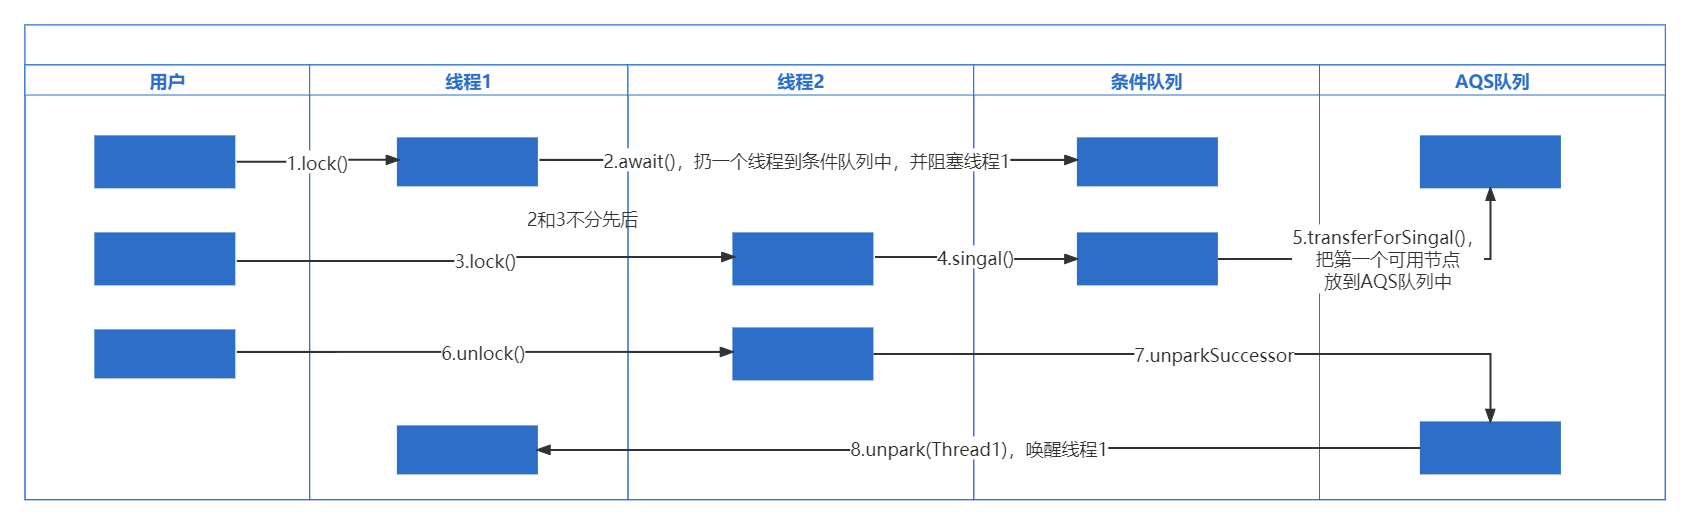 用户
线程1
线程2
条件队列
AQS队列
1.lock()
2.await()，扔一个线程到条件队列中，并阻塞线程1
2和3不分先后
3.lock()
4.singal()
5.transferForSingal()，
把第一个可用节点
放到AQS队列中
6.unlock()
7.unparkSuccessor
8.unpark(Thread1)，唤醒线程1